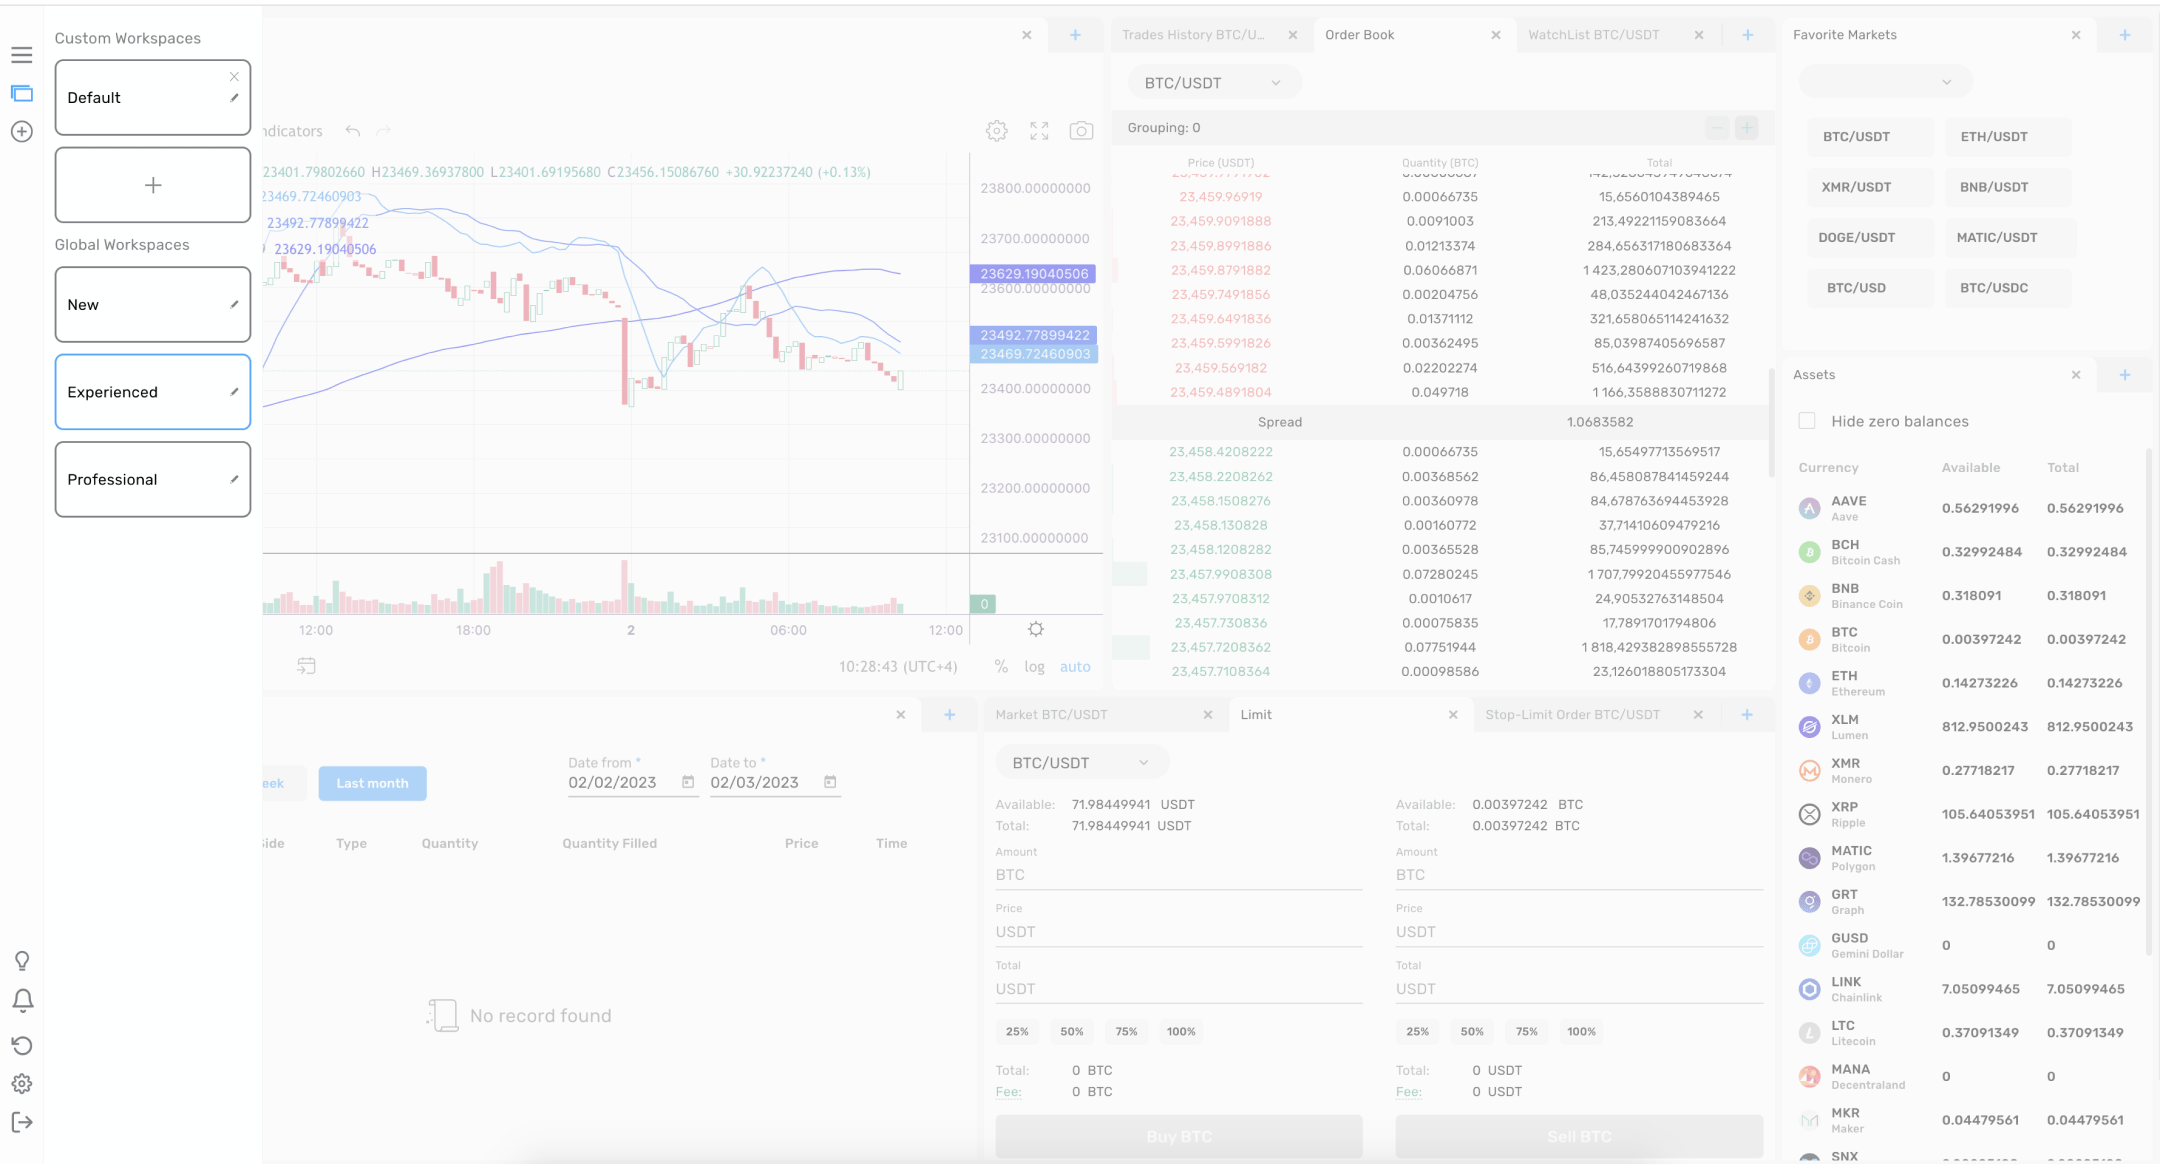 Custom Workspaces
Default
Global Workspaces
New
Experienced
Professional
ndicators
23401.79802660 H23469.36937800 L23401.69195680 C23456.15086760 +30.92237240 (+0.13%)
23469.72460903
23492.77899422
23629.19040506
23800.00000000
23700.00000000
23629.19040506
23600.00000000
23492.77899422
23469.72460903
23400.00000000
23300.00000000
23200.00000000
23100.00000000
0
12:00 18:00 2 06:00 12:00
10:28:43 (UTC+4) % log auto
Trades History BTC/U... Order Book WatchList BTC/USDT
BTC/USDT
Grouping: 0
Price (USDT) Quantity (BTC) Total
23,459.96919 0.00066735 15,6560104389465
23,459.9091888 0.0091003 213,49221159083664
23,459.8991886 0.01213374 284,656317180683364
23,459.8791882 0.06066871 1 423,280607103941222
23,459.7491856 0.00204756 48,035244042467136
23,459.6491836 0.01371112 321,658065114241632
23,459.5991826 0.00362495 85,03987405696587
23,459.569182 0.02202274 516,64399260719868
23,459.4891804 0.049718 1 166,3588830711272
Spread 1.0683582
23,458.4208222 0.00066735 15,65497713569517
23,458.2208262 0.00368562 86,458087841459244
23,458.1508276 0.00360978 84,678763694453928
23,458.130828 0.00160772 37,71410609479216
23,458.1208282 0.00365528 85,745999900902896
23,457.9908308 0.07280245 1 707,79920455977546
23,457.9708312 0.0010617 24,90532763148504
23,457.730836 0.00075835 17,7891701794806
23,457.7208362 0.07751944 1 818,429382898555728
23,457.7108364 0.00098586 23,126018805173304
Favorite Markets
BTC/USDT ETH/USDT
XMR/USDT BNB/USDT
DOGE/USDT MATIC/USDT
BTC/USD BTC/USDC
Assets
Hide zero balances
Currency Available Total
AAVE
Aave
0.56291996 0.56291996
BCH
Bitcoin Cash
0.32992484 0.32992484
BNB
Binance Coin
0.318091 0.318091
BTC
Bitcoin
0.00397242 0.00397242
ETH
Ethereum
0.14273226 0.14273226
XLM
Lumen
812.9500243 812.9500243
XMR
Monero
0.27718217 0.27718217
XRP
Ripple
105.64053951 105.64053951
MATIC
Polygon
1.39677216 1.39677216
GRT
Graph
132.78530099 132.78530099
GUSD
Gemini Dollar
0 0
LINK
Chainlink
7.05099465 7.05099465
LTC
Litecoin
0.37091349 0.37091349
MANA
Decentraland
0 0
MKR
Maker
0.04479561 0.04479561
SNX
eek Last month
Date from * Date to *
02/02/2023 02/03/2023
ide Type Quantity Quantity Filled Price Time
No record found
Market BTC/USDT Limit Stop-Limit Order BTC/USDT
BTC/USDT
Available: 71.98449941 USDT
Total: 71.98449941 USDT
Amount
BTC
Price
USDT
Total
USDT
25% 50% 75% 100%
Total: 0 BTC
Fee: 0 BTC
Buy BTC
Available: 0.00397242 BTC
Total: 0.00397242 BTC
Amount
BTC
Price
USDT
Total
USDT
25% 50% 75% 100%
Total: 0 USDT
Fee: 0 USDT
Sell BTC